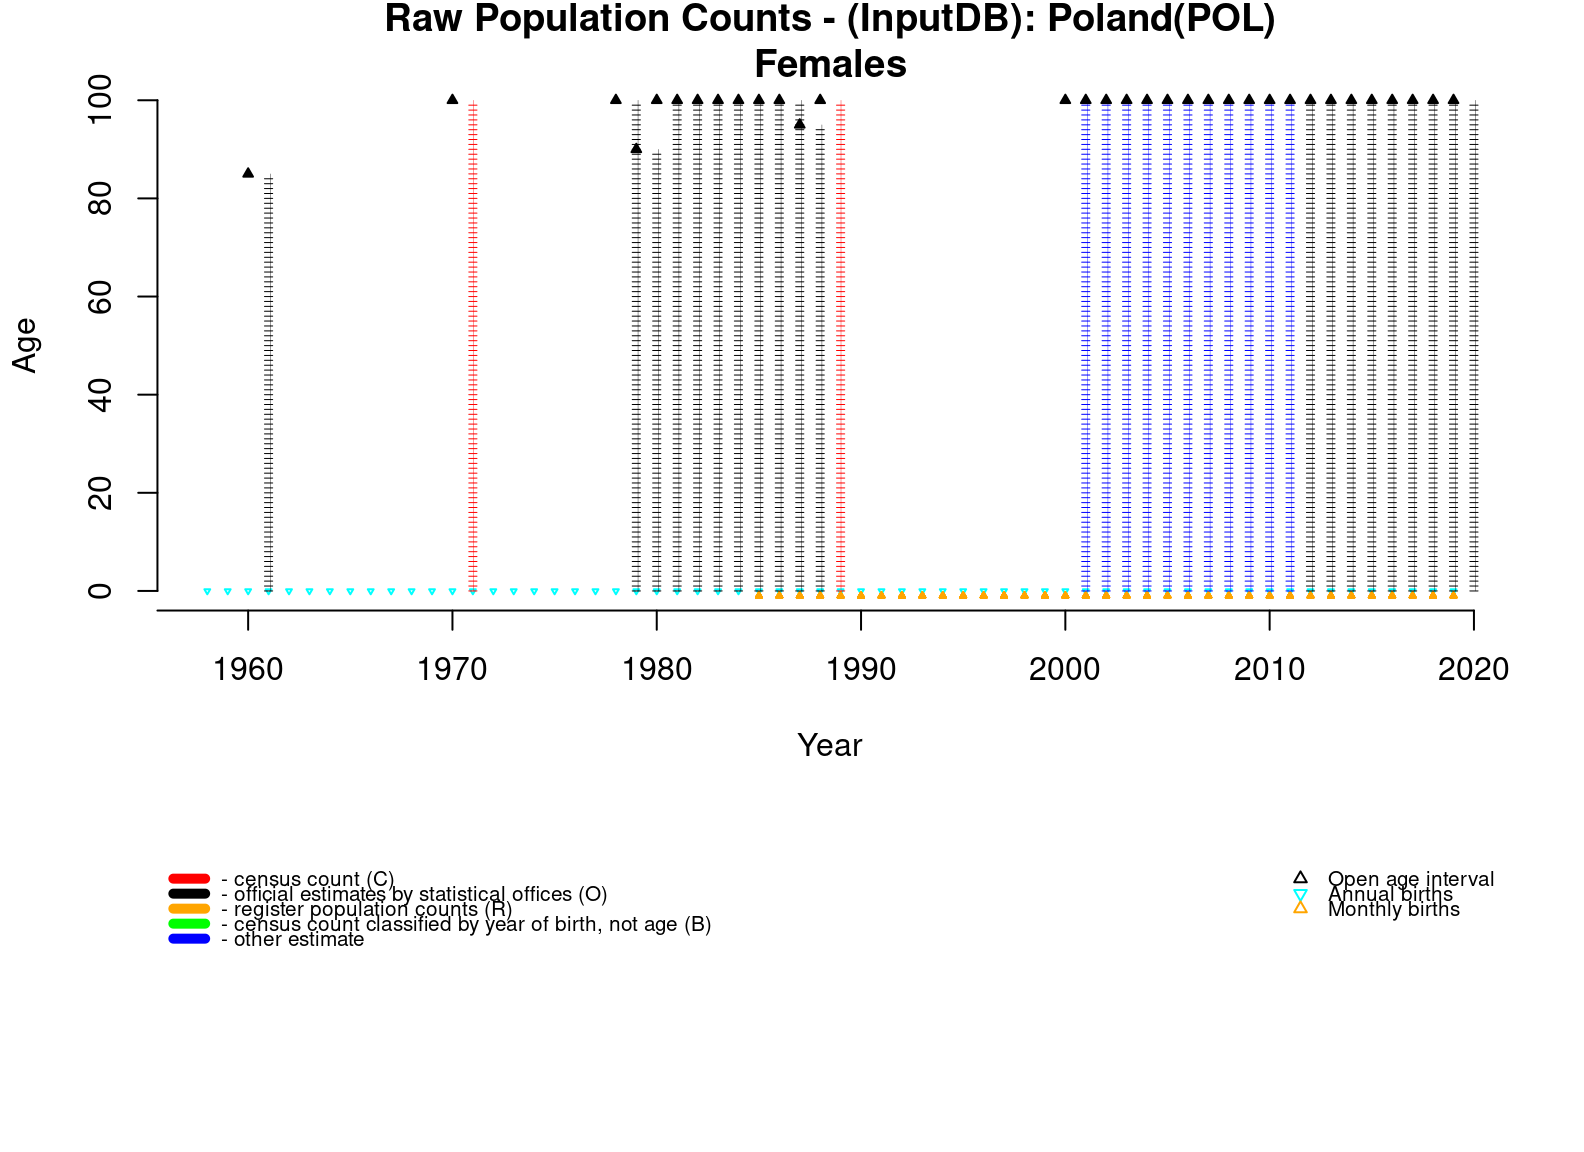 Raw Population Counts - (InputDB): Poland(POL)
Females
100
80
60
40
20
0
Age
1960 1970 1980 1990 2000 2010 2020
Year
- census count (C)
- official estimates by statistical offices (O)
- register population counts (R)
- census count classified by year of birth, not age (B)
- other estimate
Open age interval
Annual births
Monthly births